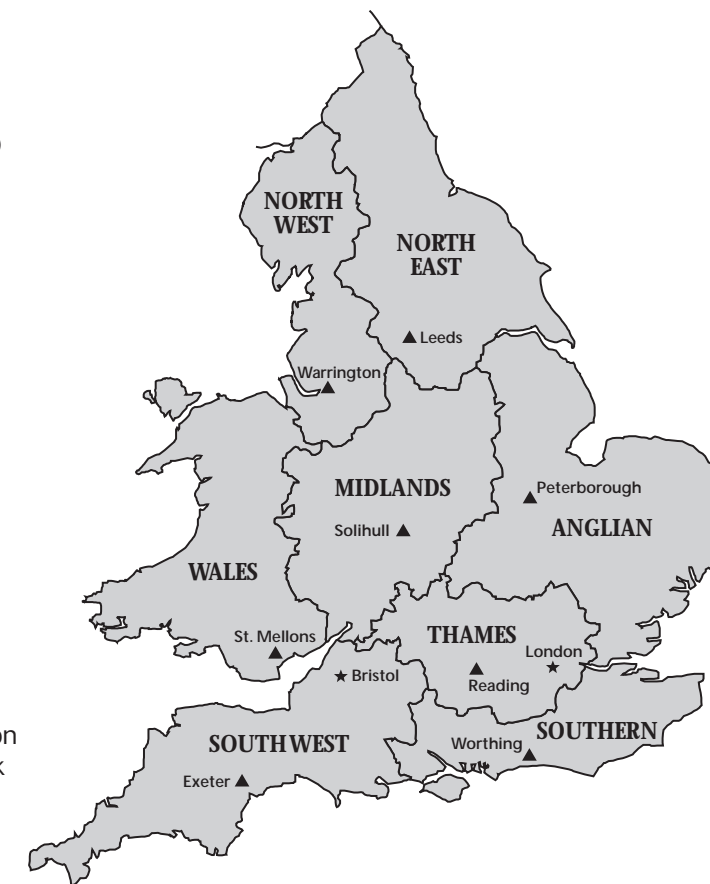 NORTH
WEST
NORTH
EAST
Leeds
Warrington
MIDLANDS
Peterborough
Solihull
ANGLIAN
WALES
St. Mellons
THAMES
London
Bristol
Reading
on
SOUTHERN
SOUTH WEST
Worthing
Exeter